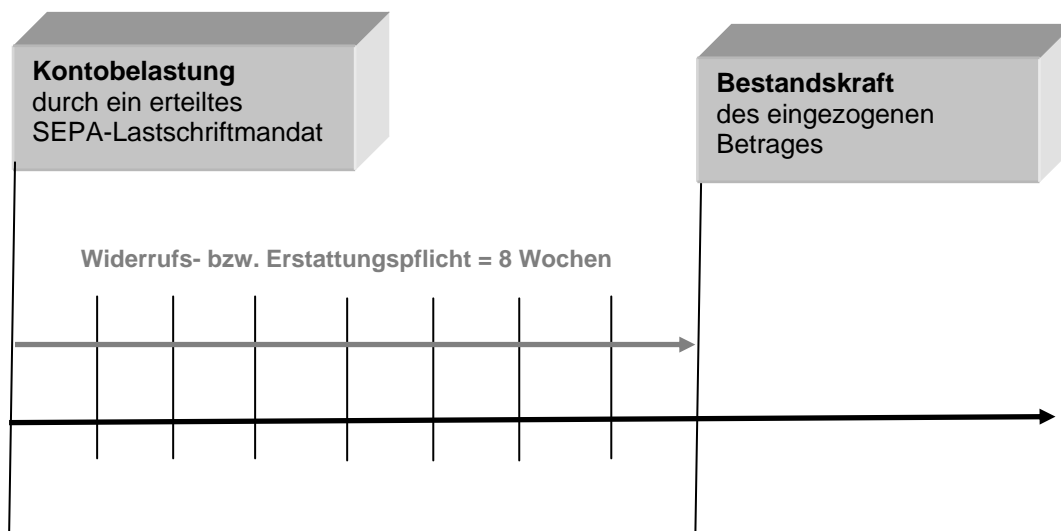 Kontobelastung
durch ein erteiltes
SEPA-Lastschriftmandat
Bestandskraft
des eingezogenen
Betrages
Widerrufs- bzw. Erstattungspflicht = 8 Wochen